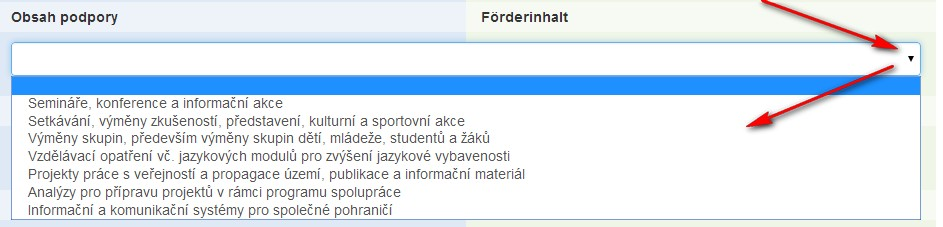 Obsah podpory Förderinhalt
Semináře, konference a informační akce
Setkávání, výměny zkušeností, představení, kulturní a sportovní akce
Výměny skupin, především výměny skupin dětí, mládeže, studentů a žáků
Vzdělávací opatření vč. jazykových modulů pro zvýšení jazykové vybavenosti
Projekty práce s veřejností a propagace území, publikace a informační materiál
Analýzy pro přípravu projektů v rámci programu spolupráce
Informační a komunikační systémy pro společné pohraničí